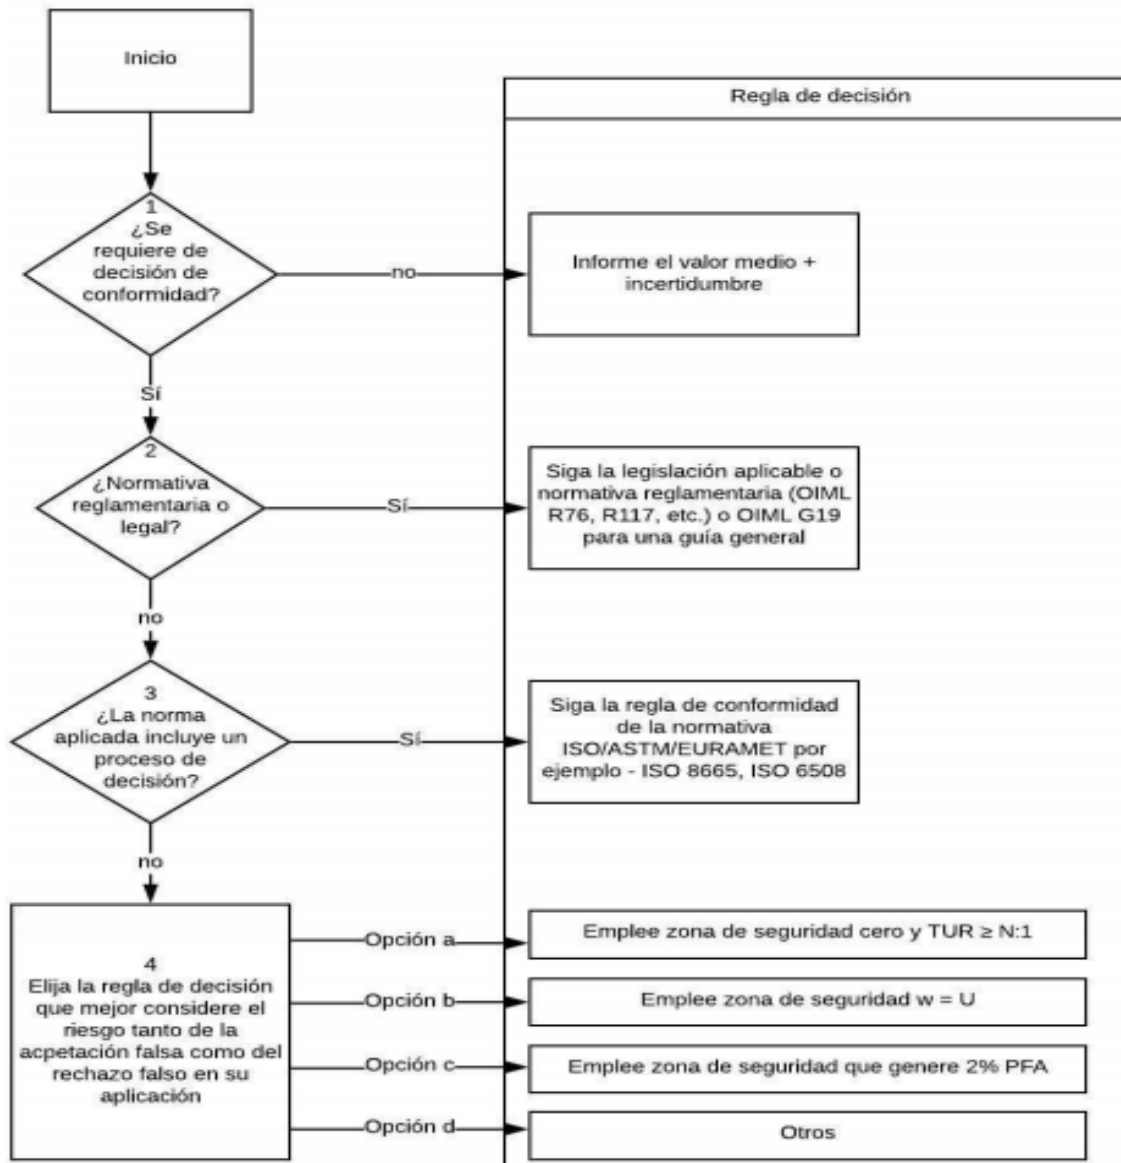 Inicio
Regla de decisión
1
¿Se
requiere de
decisión de
conformidad?
no
Informe el valor medio +
incertidumbre
Sí
2
¿Normativa
reglamentaria o
legal?
Sí
Siga la legislación aplicable o
normativa reglamentaria (OIML
R76, R117, etc.) o OIML G19
para una guía general
no
3
¿La norma
aplicada incluye un
proceso de
decisión?
Sí
Siga la regla de conformidad
de la normativa
ISO/ASTM/EURAMET por
ejemplo - ISO 8665, ISO 6508
no
4
Elija la regla de decisión
que mejor considere el
riesgo tanto de la
acpetación falsa como del
rechazo falso en su
aplicación
Opción a
Emplee zona de seguridad cero y TUR ≥ N:1
Opción b
Emplee zona de seguridad w = U
Opción c
Emplee zona de seguridad que genere 2% PFA
Opción d
Otros